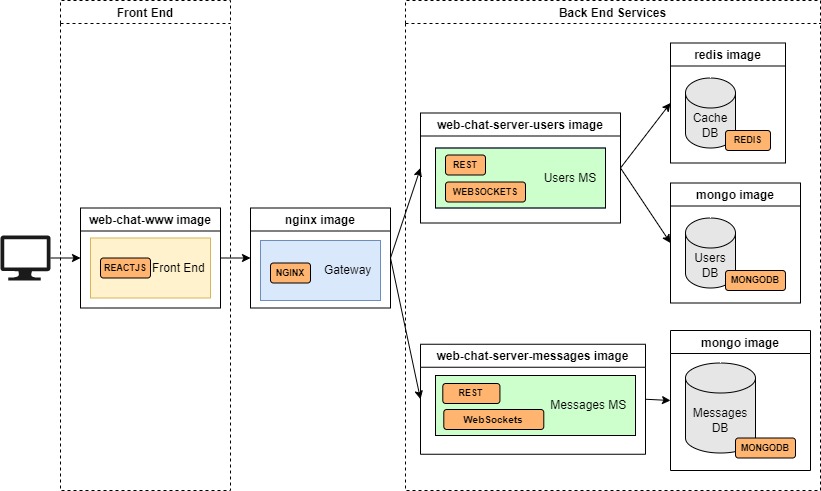 Front End
Back End Services
redis image
Cache
DB
REDIS
web-chat-server-users image
REST
Users MS
WEBSOCKETS
mongo image
Users
DB
MONGODB
web-chat-www image
REACTJS
Front End
nginx image
NGINX
Gateway
web-chat-server-messages image
REST
Messages MS
WebSockets
mongo image
Messages
DB
MONGODB